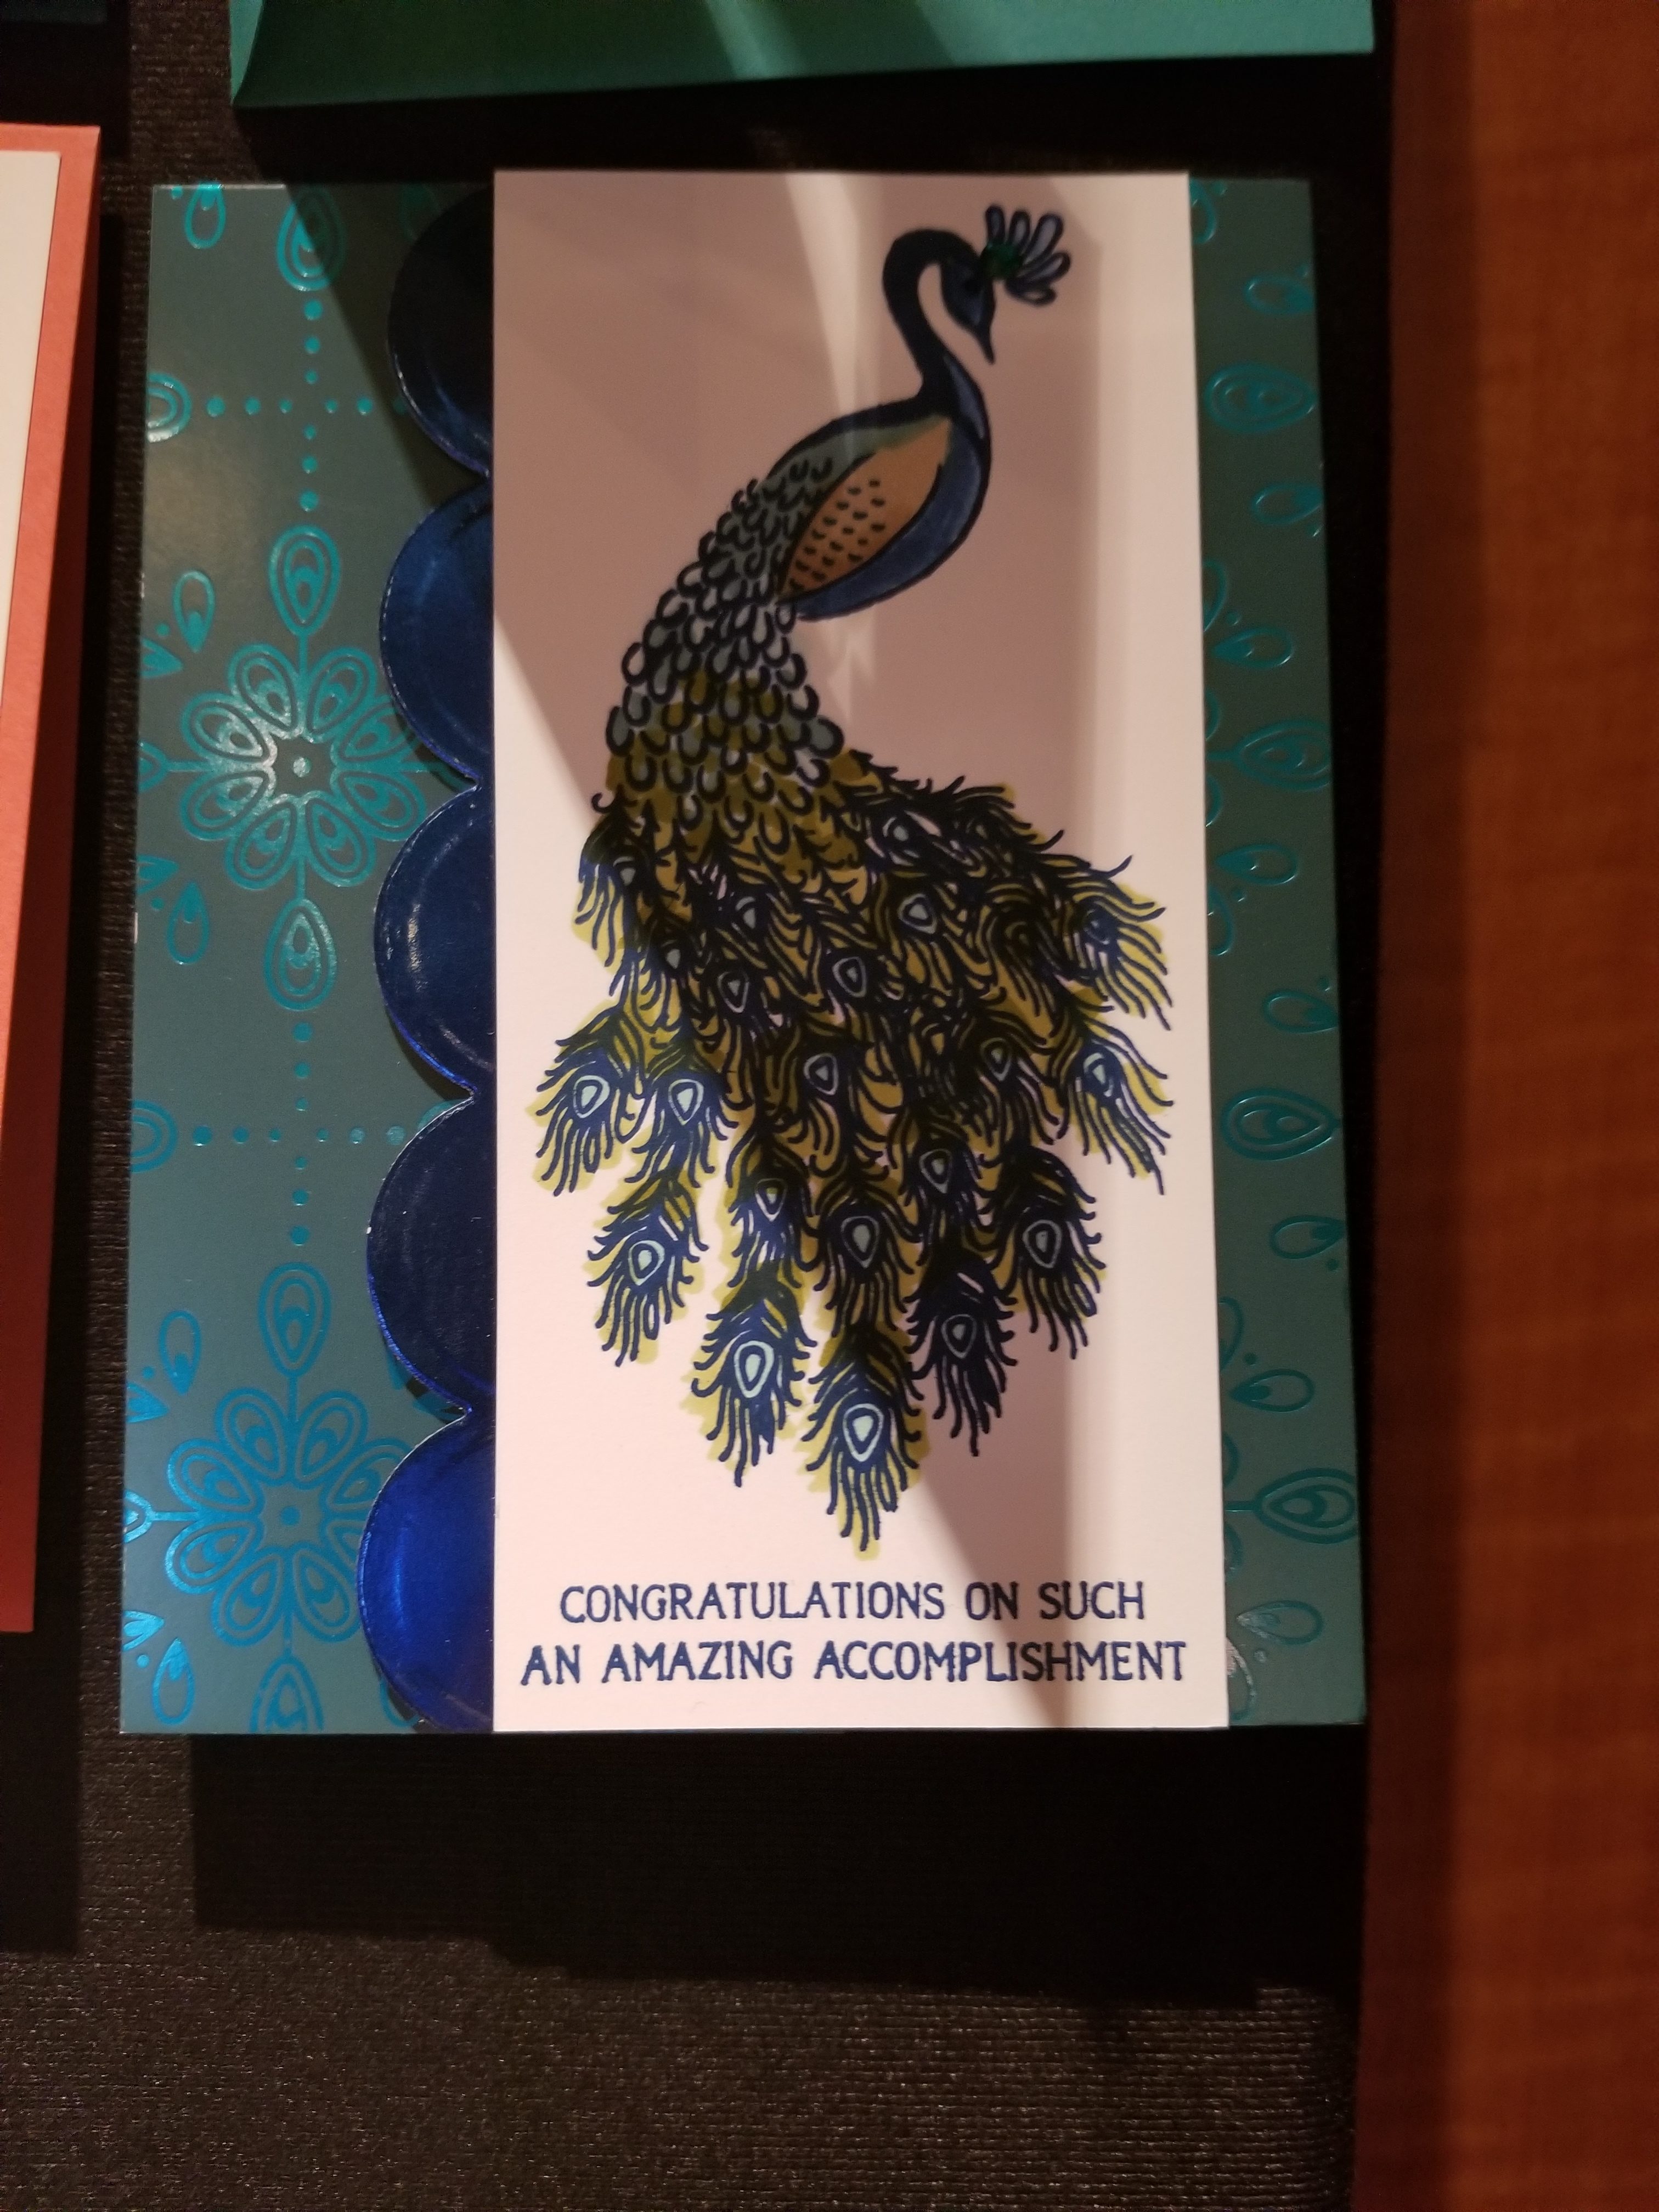 CONGRATULATIONS ON SUCH
AN AMAZING ACCOMPLISHMENT